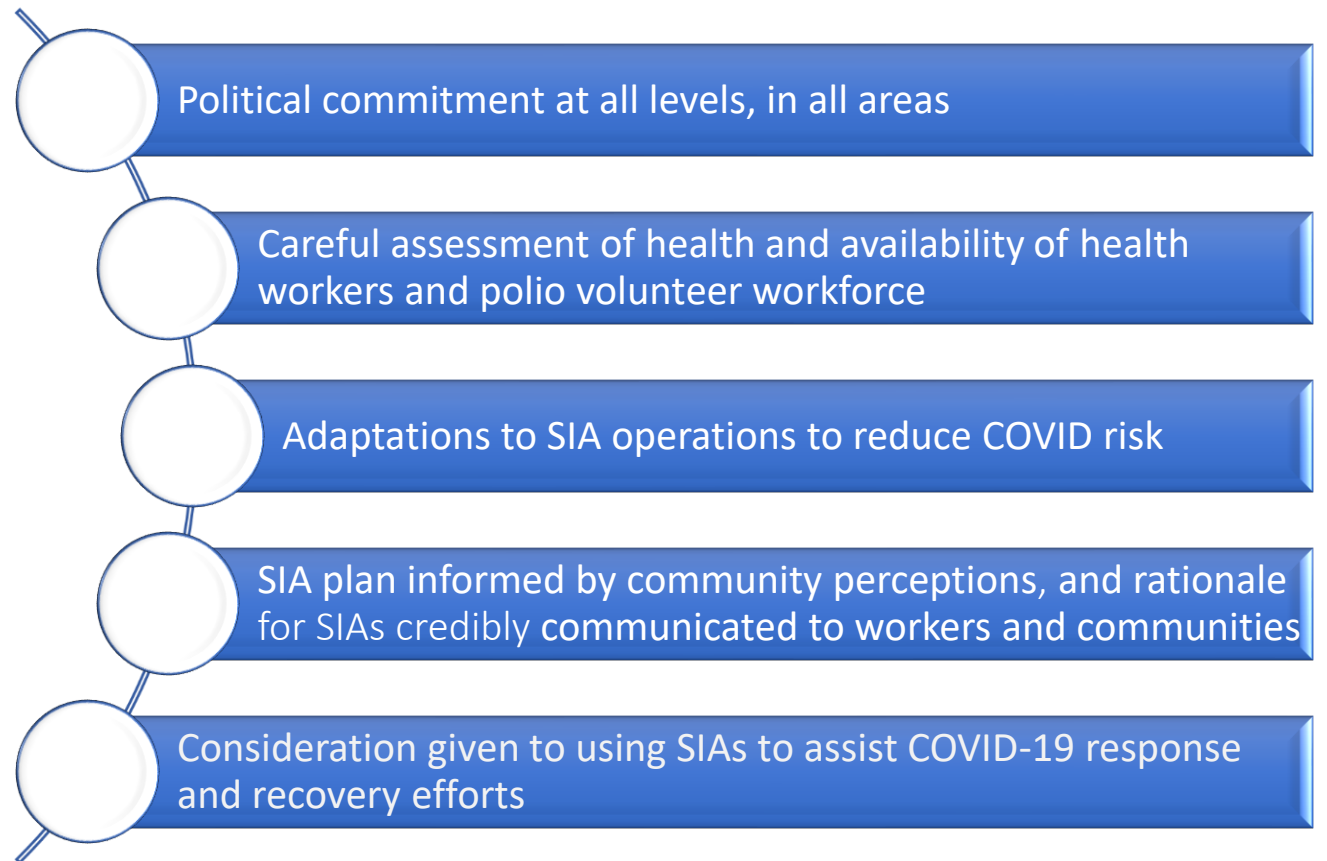 Political commitment at all levels, in all areas
Careful assessment of health and availability of health
workers and polio volunteer workforce
Adaptations to SIA operations to reduce COVID risk
SIA plan informed by community perceptions, and rationale
for SIAs credibly communicated to workers and communities
Consideration given to using SIAs to assist COVID-19 response
and recovery efforts